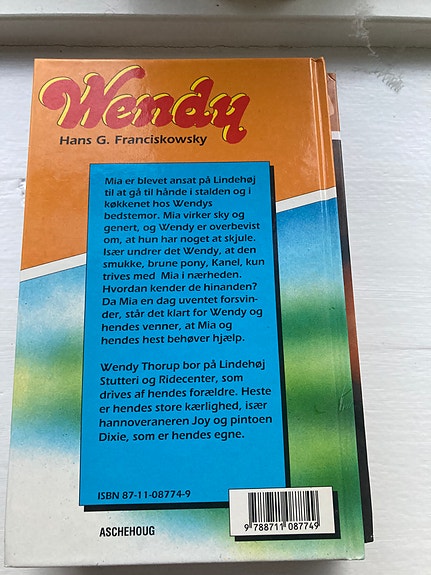 Wendy
Hans G. Franciskowsky
Mia er blevet ansat på Lindehøj
til at gå til hånde i stalden og i
køkkenet hos Wendys
bedstemor. Mia virker sky og
genert, og Wendy er overbevist
om, at hun har noget at skjule.
Især undrer det Wendy, at den
smukke, brune pony, Kanel, kun
trives med Mia i nærheden.
Hvordan kender de hinanden?
Da Mia en dag uventet forsvin-
der, står det klart for Wendy og
hendes venner, at Mia og
hendes hest behøver hjælp.
Wendy Thorup bor på Lindehøj
Stutteri og Ridecenter, som
drives af hendes forældre. Heste
er hendes store kærlighed, især
hannoveraneren Joy og pintoen
Dixie, som er hendes egne.
ISBN 87-11-08774-9
9 788711 087749
ASCHEHOUG